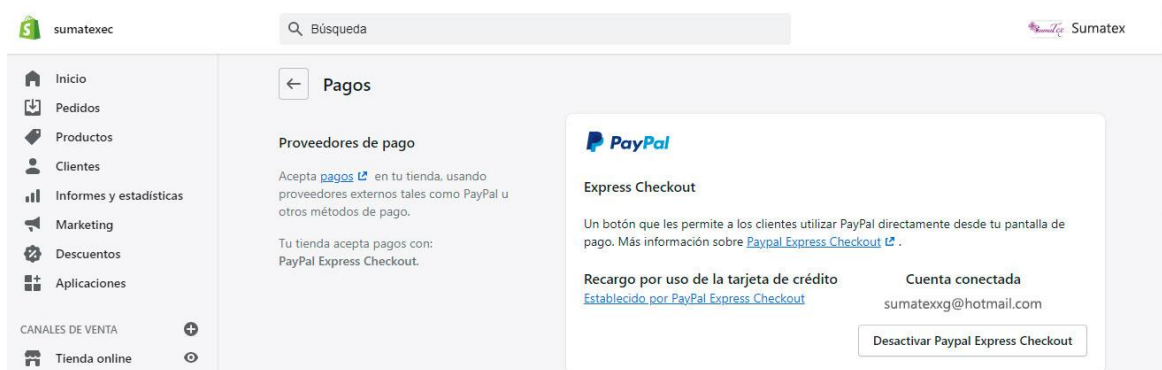 sumatexec
Búsqueda
SumaTex Sumatex
Inicio
Pedidos
Productos
Clientes
Informes y estadísticas
Marketing
Descuentos
Aplicaciones
CANALES DE VENTA
Tienda online
Pagos
Proveedores de pago
Acepta pagos en tu tienda, usando
proveedores externos tales como PayPal u
otros métodos de pago.
Tu tienda acepta pagos con:
PayPal Express Checkout.
PayPal
Express Checkout
Un botón que les permite a los clientes utilizar PayPal directamente desde tu pantalla de
pago. Más información sobre Paypal Express Checkout .
Recargo por uso de la tarjeta de crédito
Establecido por PayPal Express Checkout
Cuenta conectada
sumatexxg@hotmail.com
Desactivar Paypal Express Checkout